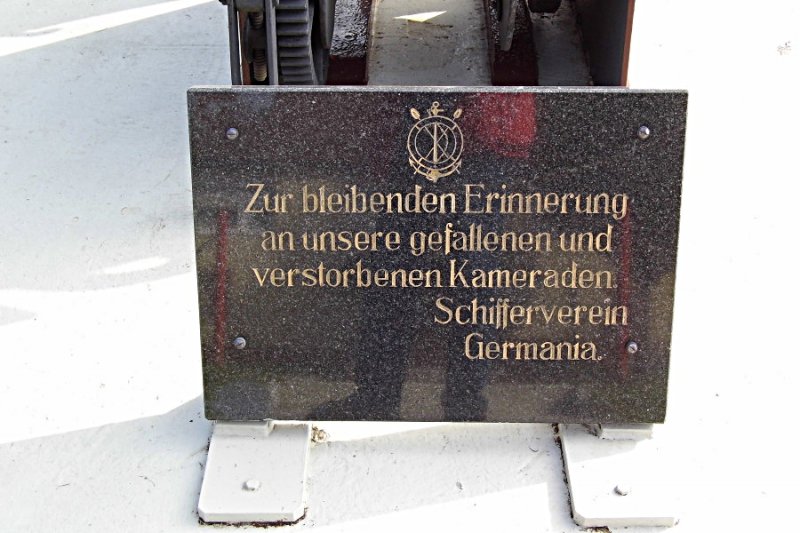 Zur bleibenden Erinnerung
an unsere gefallenen und
verstorbenen Kameraden.
Schifferverein
Germania.